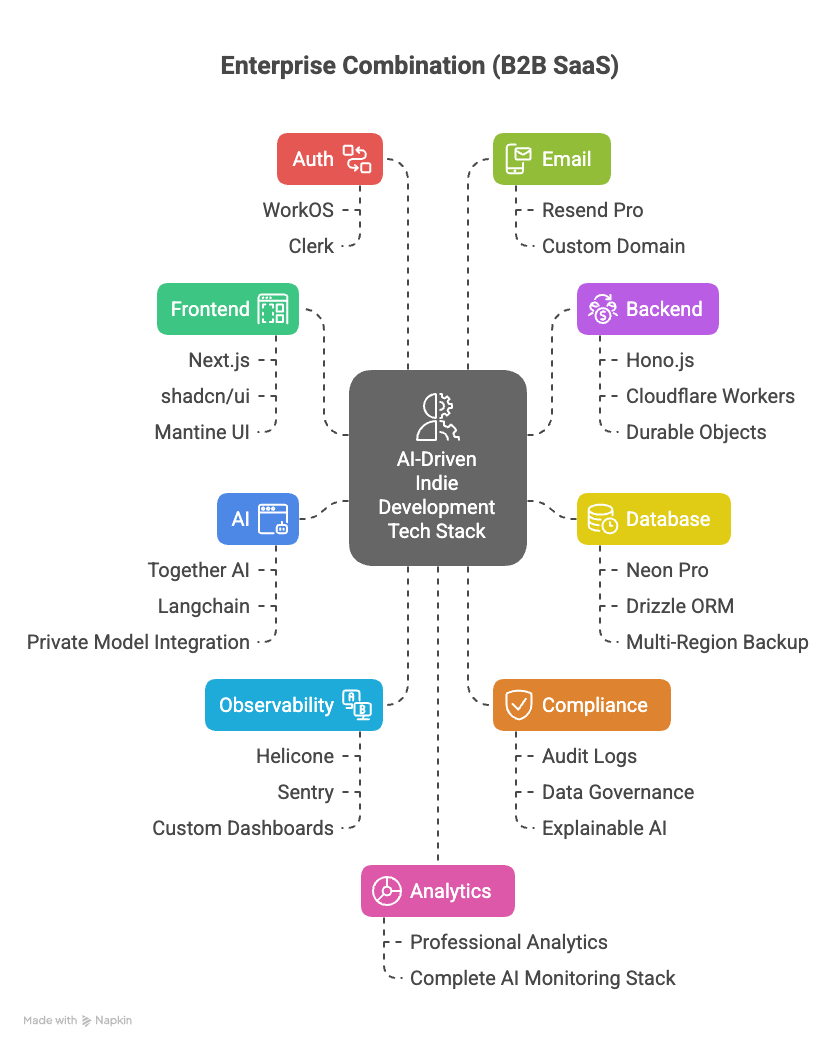 Enterprise Combination (B2B SaaS)
Auth
WorkOS
Clerk
Email
Resend Pro
Custom Domain
Frontend
Next.js
shadcn/ui
Mantine UI
Backend
Hono.js
Cloudflare Workers
Durable Objects
AI-Driven
Indie
Development
Tech Stack
AI
Together AI
Langchain
Private Model Integration
Database
Neon Pro
Drizzle ORM
Multi-Region Backup
Observability
A
B
Helicone
Sentry
Custom Dashboards
Compliance
Audit Logs
Data Governance
Explainable AI
Analytics
Professional Analytics
Complete AI Monitoring Stack
Made with Napkin